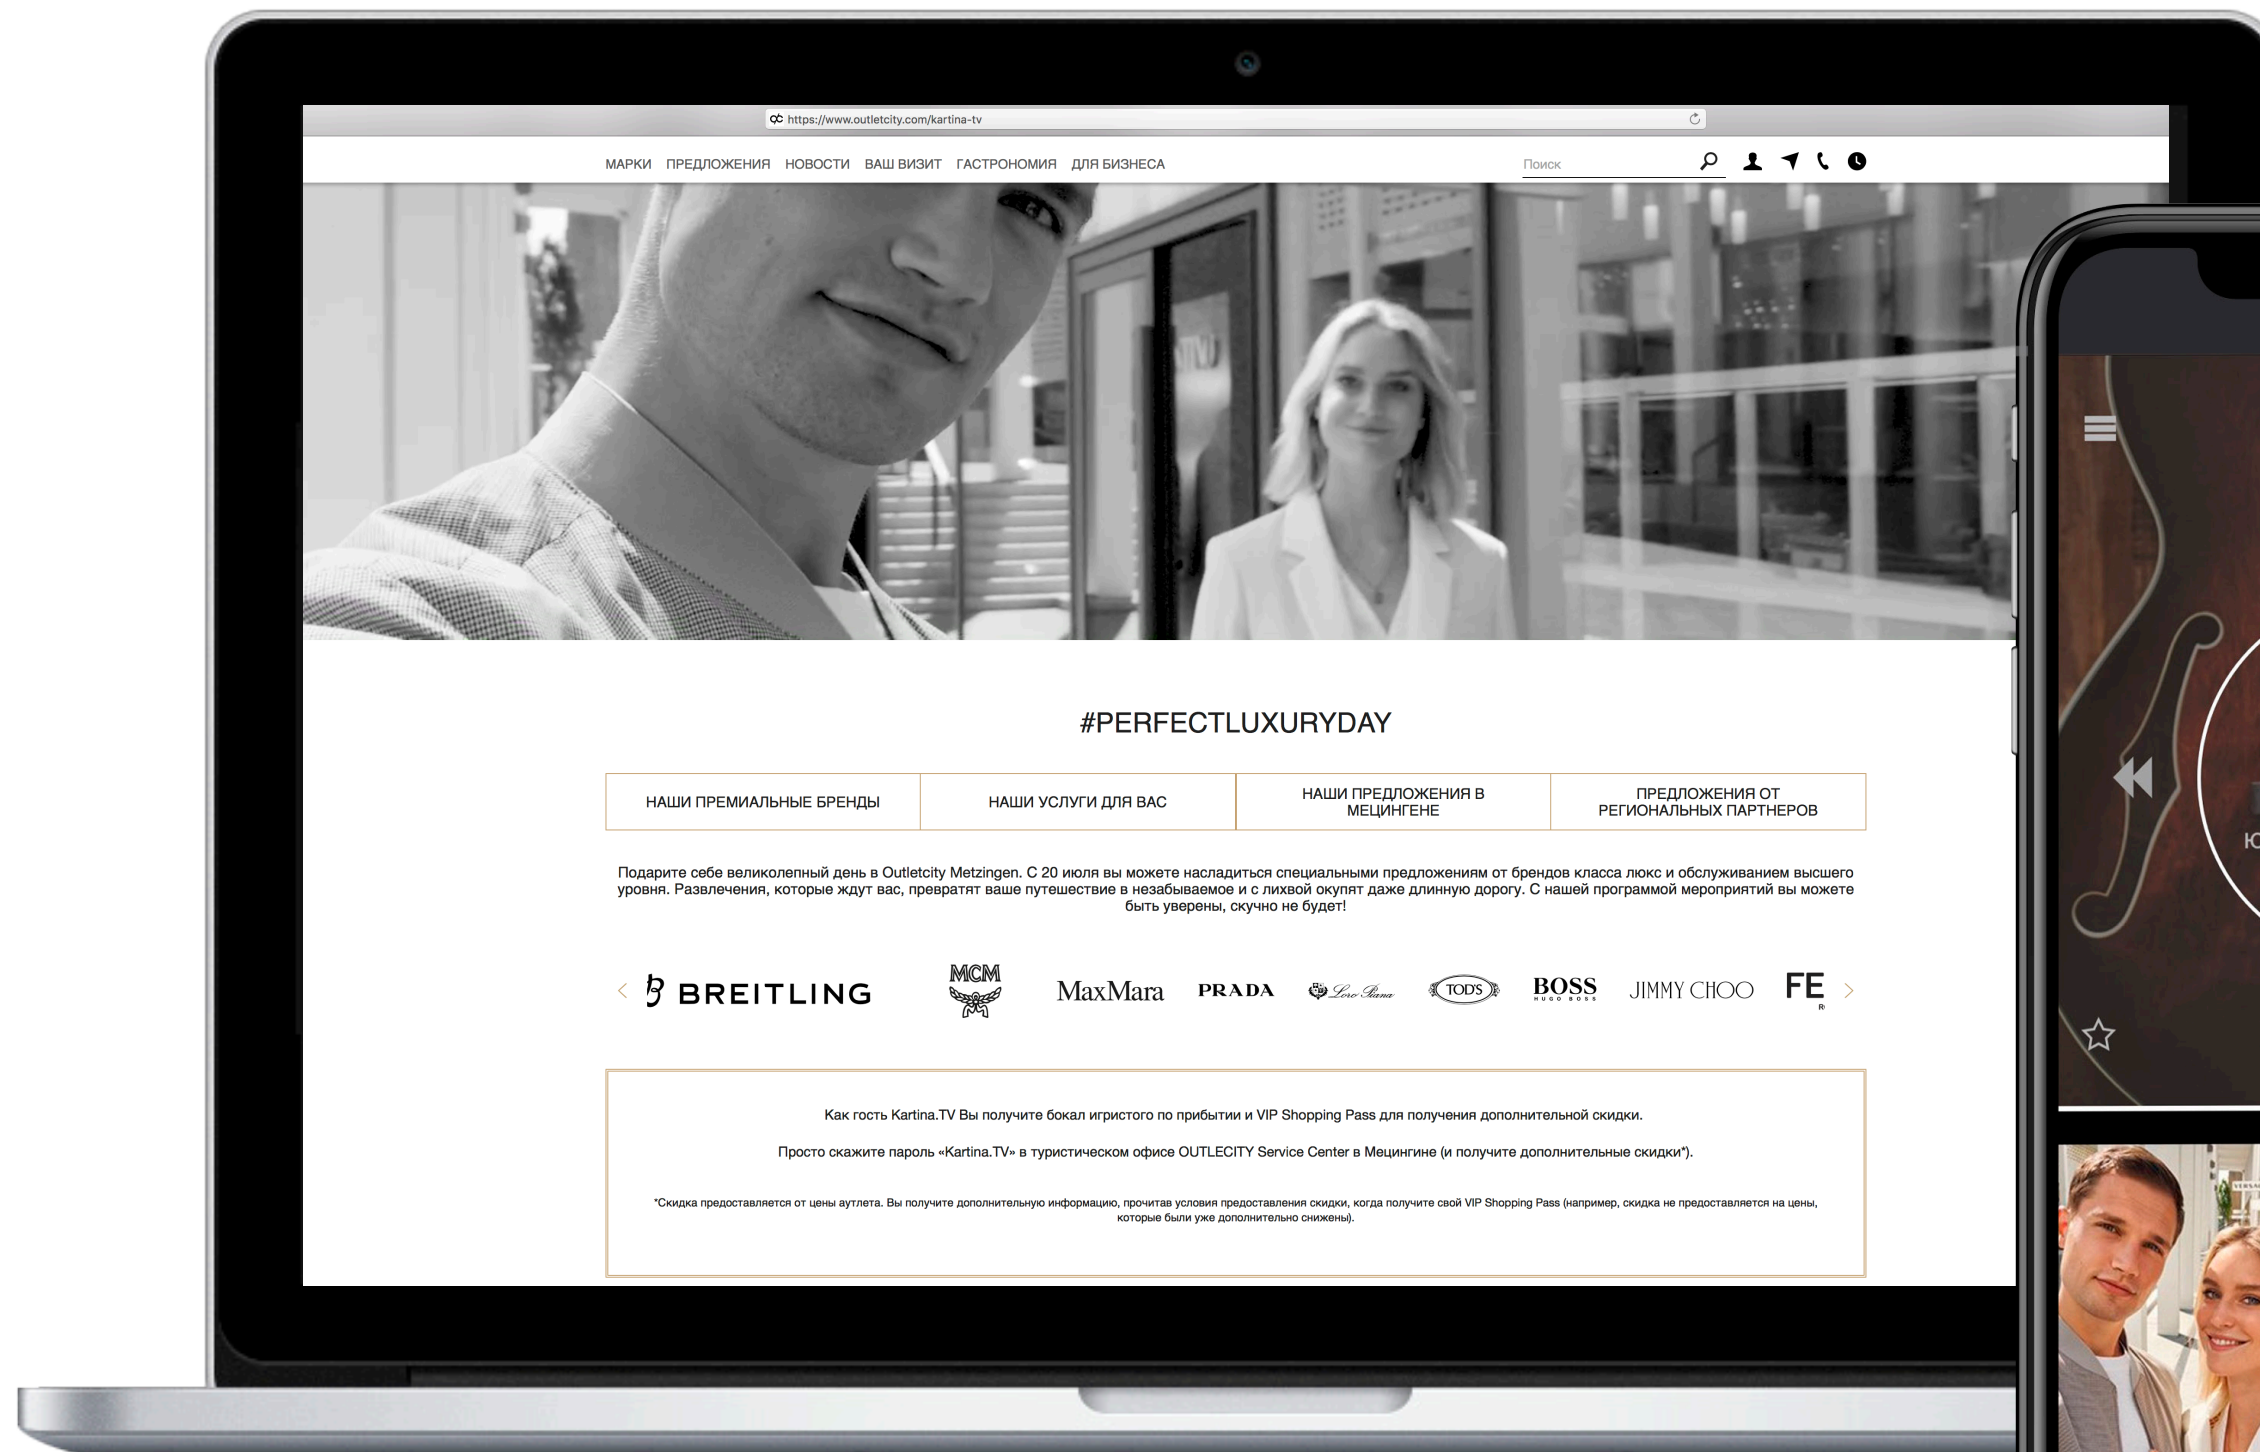 https://www.outletcity.com/kartina-tv
МАРКИ ПРЕДЛОЖЕНИЯ НОВОСТИ ВАШ ВИЗИТ ГАСТРОНОМИЯ ДЛЯ БИЗНЕСА
Поиск
#PERFECTLUXURYDAY
НАШИ ПРЕМИАЛЬНЫЕ БРЕНДЫ
НАШИ УСЛУГИ ДЛЯ ВАС
НАШИ ПРЕДЛОЖЕНИЯ В
МЕЦИНГЕНЕ
ПРЕДЛОЖЕНИЯ ОТ
РЕГИОНАЛЬНЫХ ПАРТНЕРОВ
Подарите себе великолепный день в Outletcity Metzingen. С 20 июля вы можете насладиться специальными предложениям от брендов класса люкс и обслуживанием высшего
уровня. Развлечения, которые ждут вас, превратят ваше путешествие в незабываемое и с лихвой окупят даже длинную дорогу. С нашей программой мероприятий вы можете
быть уверены, скучно не будет!
B BREITLING
MCM
MaxMara
PRADA
Loro Piana
TOD'S
BOSS
HUGO BOSS
JIMMY CHOO
FE
Как гость Kartina.TV Вы получите бокал игристого по прибытии и VIP Shopping Pass для получения дополнительной скидки.
Просто скажите пароль «Kartina.TV» в туристическом офисе OUTLECITY Service Center в Мецингине (и получите дополнительные скидки*).
*Скидка предоставляется от цены аутлета. Вы получите дополнительную информацию, прочитав условия предоставления скидки, когда получите свой VIP Shopping Pass (например, скидка не предоставляется на цены,
которые были уже дополнительно снижены).
Ю